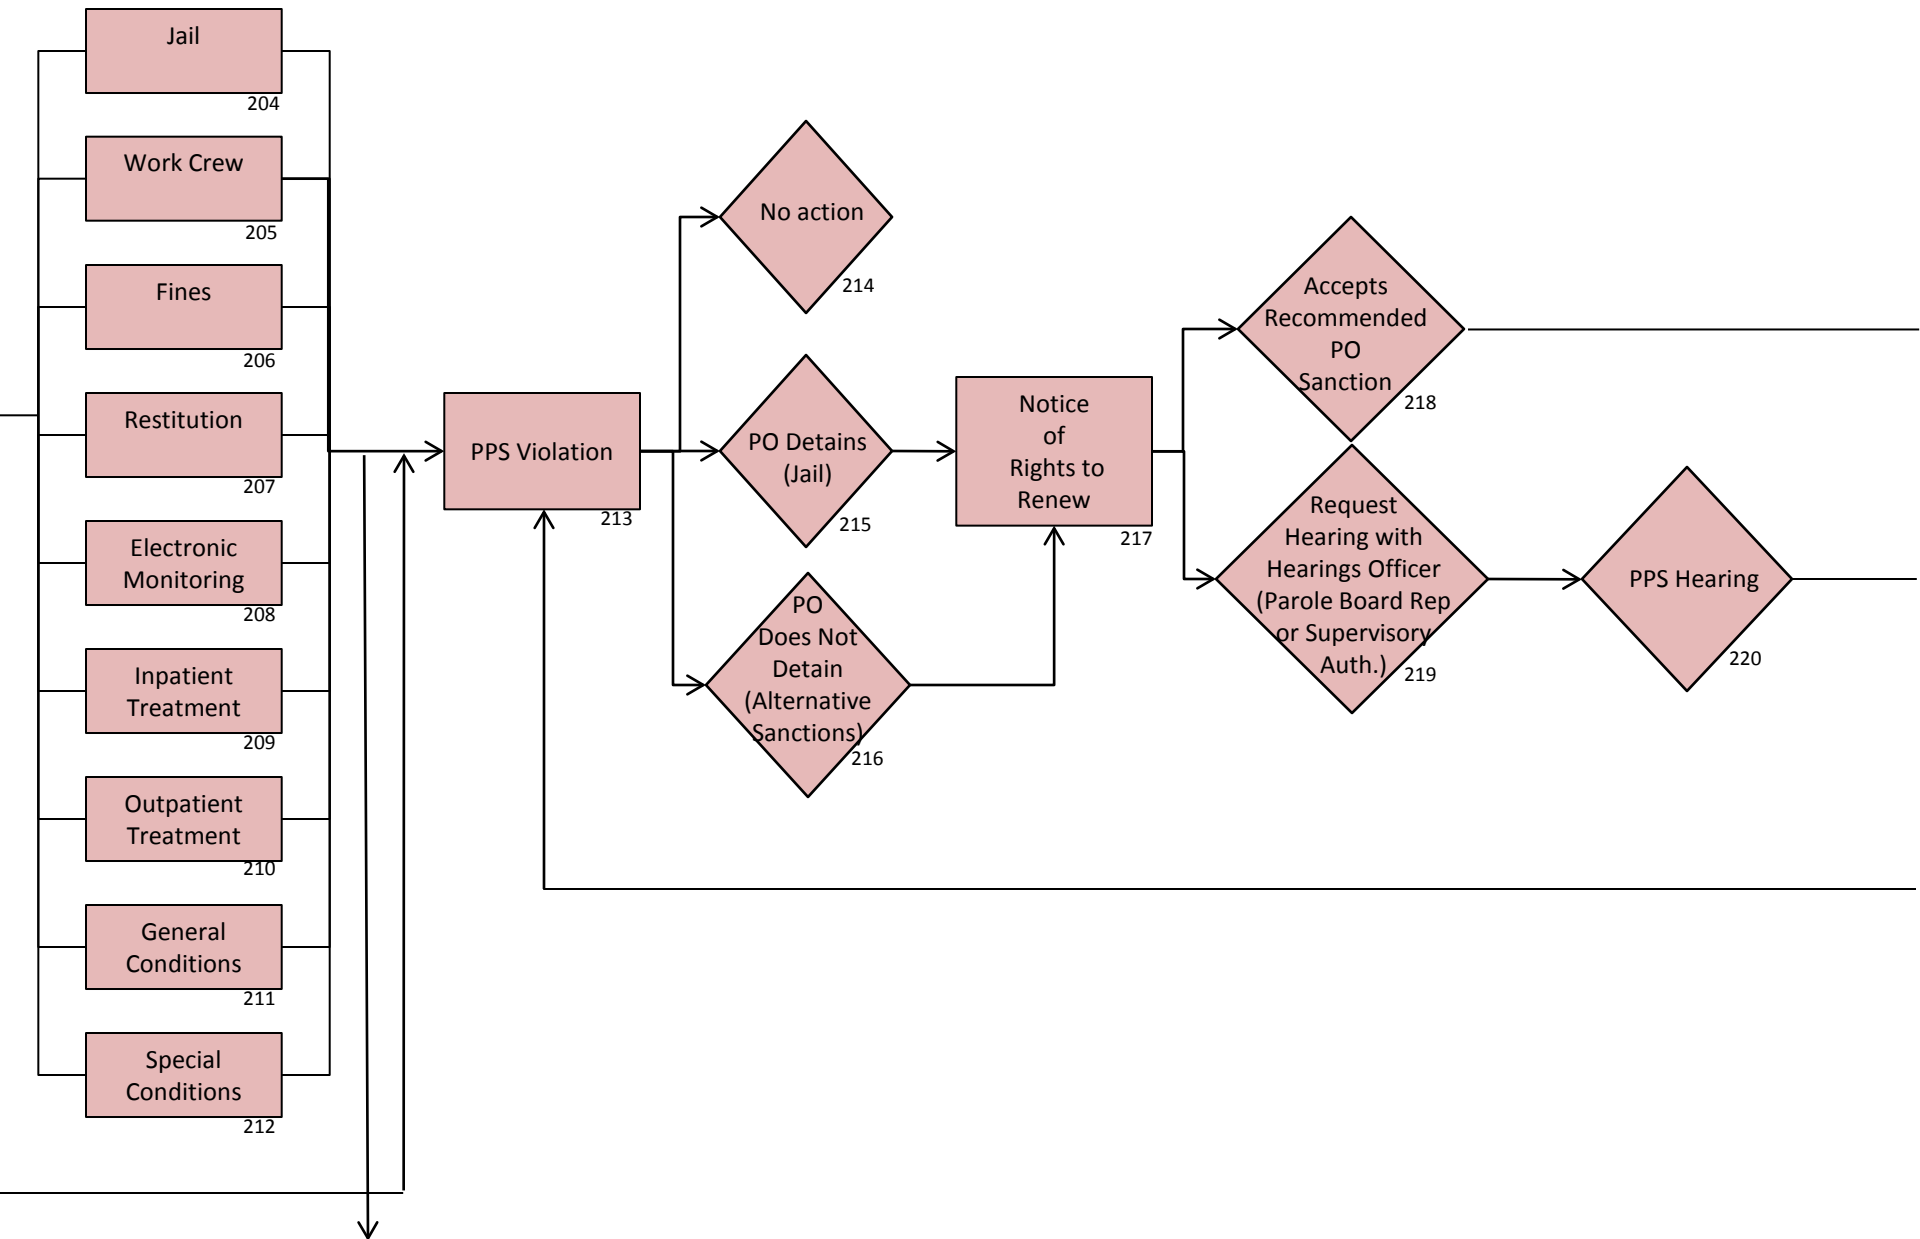 Jail
204
Work Crew
205
Fines
206
Restitution
207
Electronic
Monitoring
208
Inpatient
Treatment
209
Outpatient
Treatment
210
General
Conditions
211
Special
Conditions
212
PPS Violation
213
No action
214
PO Detains
(Jail)
215
PO
Does Not
Detain
(Alternative
Sanctions)
216
Notice
of
Rights to
Renew
217
Accepts
Recommended
PO
Sanction
218
Request
Hearing with
Hearings Officer
(Parole Board Rep
or Supervisory
Auth.)
219
PPS Hearing
220